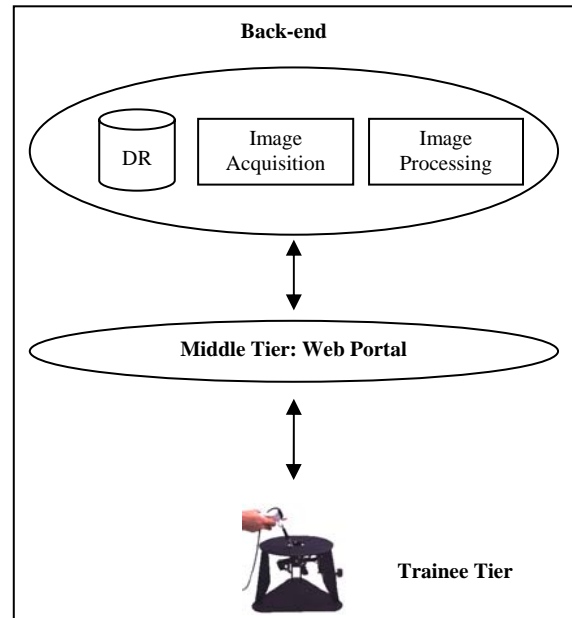 Back-end
DR
Image
Acquisition
Image
Processing
Middle Tier: Web Portal
Trainee Tier